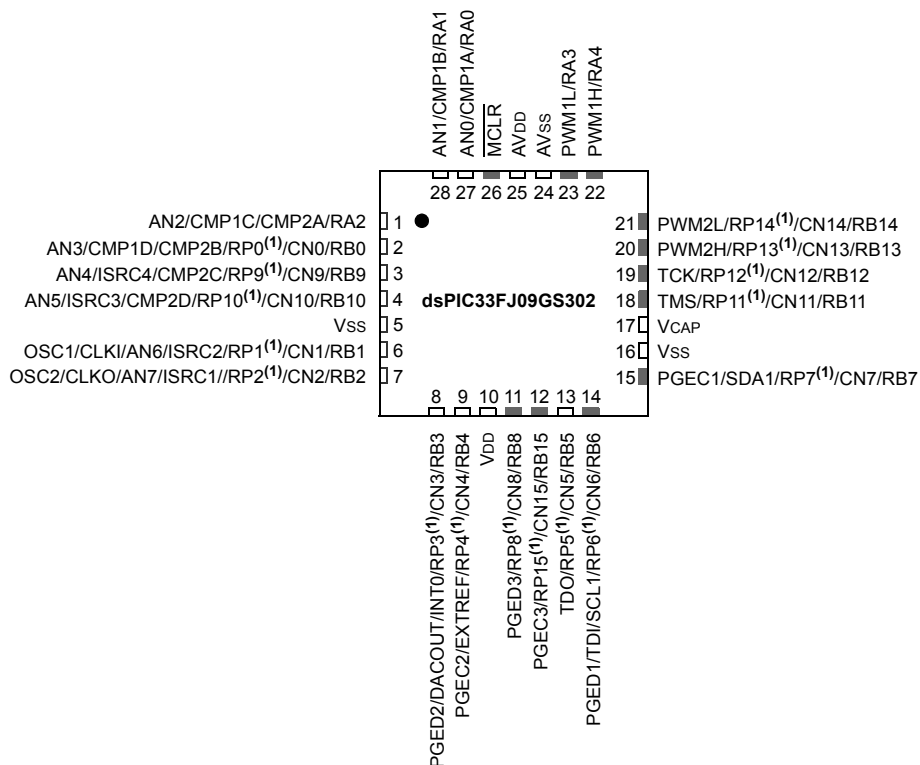 AN1/CMP1B/RA1
AN0/CMP1A/RA0
MCLR
AVDD
AVSS
PWM1L/RA3
PWM1H/RA4
28 27 26 25 24 23 22
AN2/CMP1C/CMP2A/RA2 1
AN3/CMP1D/CMP2B/RP0(1)/CN0/RB0 2
AN4/ISRC4/CMP2C/RP9(1)/CN9/RB9 3
AN5/ISRC3/CMP2D/RP10(1)/CN10/RB10 4
VSS 5
OSC1/CLKI/AN6/ISRC2/RP1(1)/CN1/RB1 6
OSC2/CLKO/AN7/ISRC1//RP2(1)/CN2/RB2 7
dsPIC33FJ09GS302
21 PWM2L/RP14(1)/CN14/RB14
20 PWM2H/RP13(1)/CN13/RB13
19 TCK/RP12(1)/CN12/RB12
18 TMS/RP11(1)/CN11/RB11
17 VCAP
16 VSS
15 PGEC1/SDA1/RP7(1)/CN7/RB7
8 9 10 11 12 13 14
PGED2/DACOUT/INT0/RP3(1)/CN3/RB3
PGEC2/EXTREF/RP4(1)/CN4/RB4
VDD
PGED3/RP8(1)/CN8/RB8
PGEC3/RP15(1)/CN15/RB15
TDO/RP5(1)/CN5/RB5
PGED1/TDI/SCL1/RP6(1)/CN6/RB6